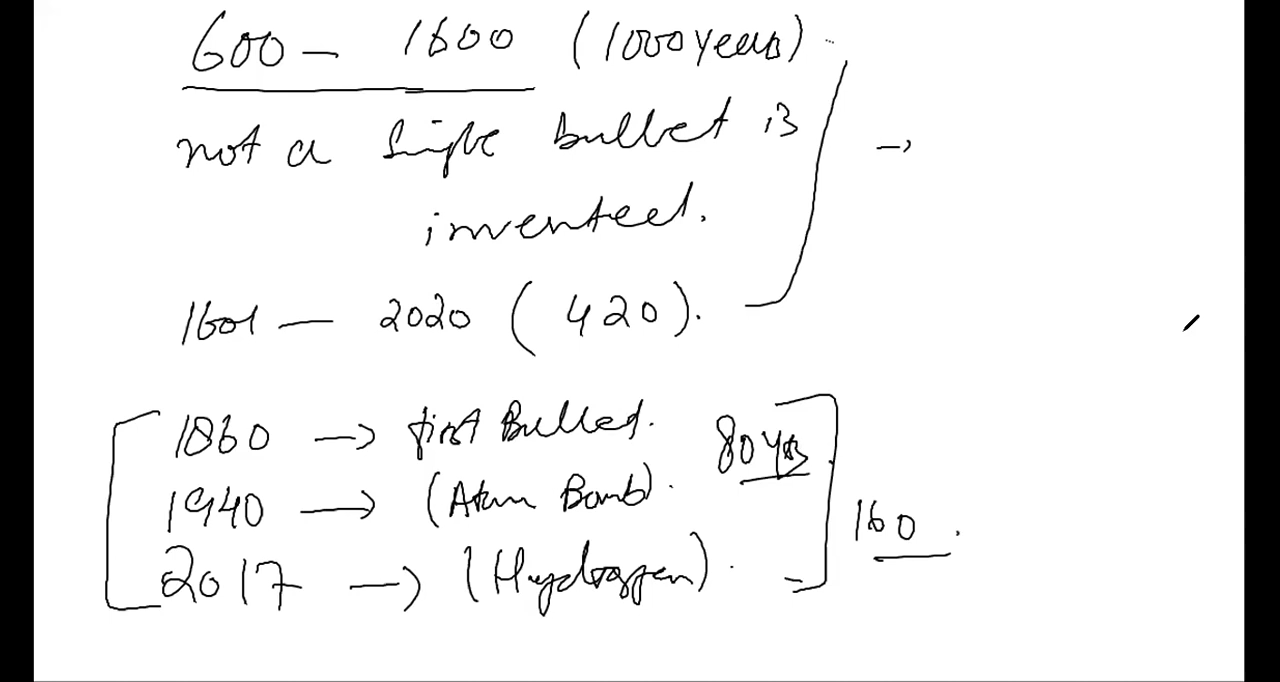 600 - 1600 (1000 years)
not a single bullet is
invented.
1601 - 2020 (420).
1860 → first Bullet. 80 yrs
1940 → (Atom Bomb).
160.
2017 → (Hydrogen).